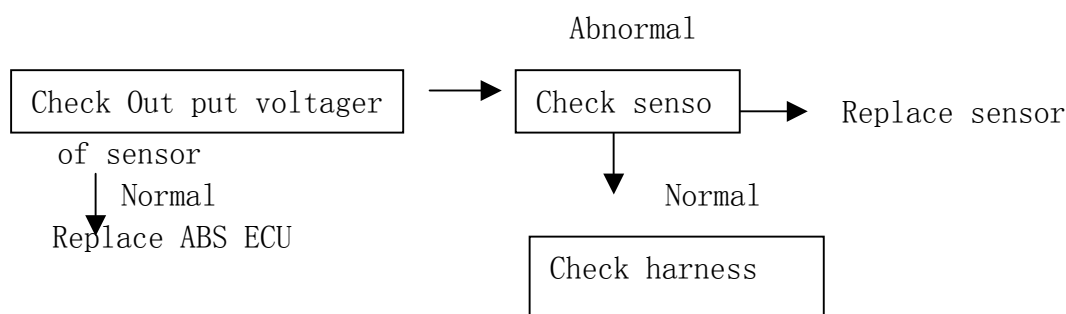 Abnormal
Check Out put voltager
of sensor
Check senso
Replace sensor
Normal
Replace ABS ECU
Normal
Check harness